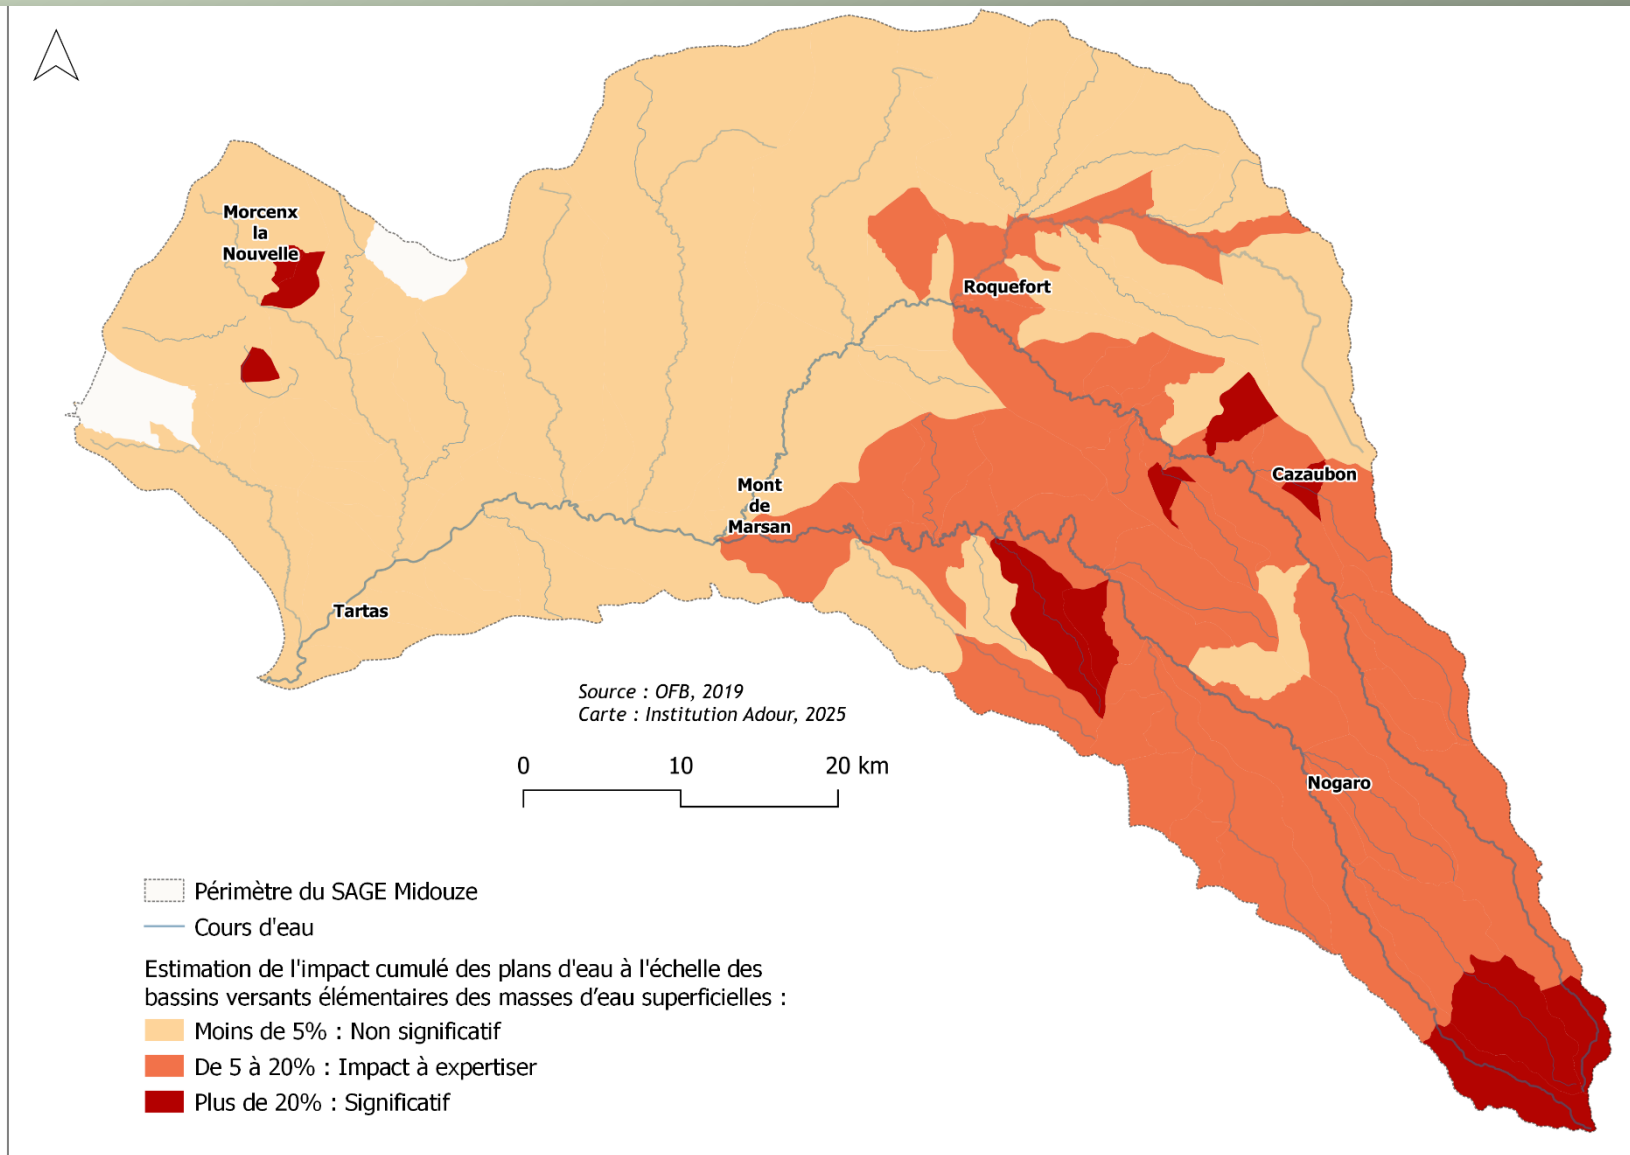 Morcenx
la
Nouvelle
Roquefort
Cazaubon
Mont
de
Marsan
Tartas
Nogaro
Source : OFB, 2019
Carte : Institution Adour, 2025
0 10 20 km
Périmètre du SAGE Midouze
Cours d'eau
Estimation de l'impact cumulé des plans d'eau à l'échelle des
bassins versants élémentaires des masses d’eau superficielles :
Moins de 5% : Non significatif
De 5 à 20% : Impact à expertiser
Plus de 20% : Significatif